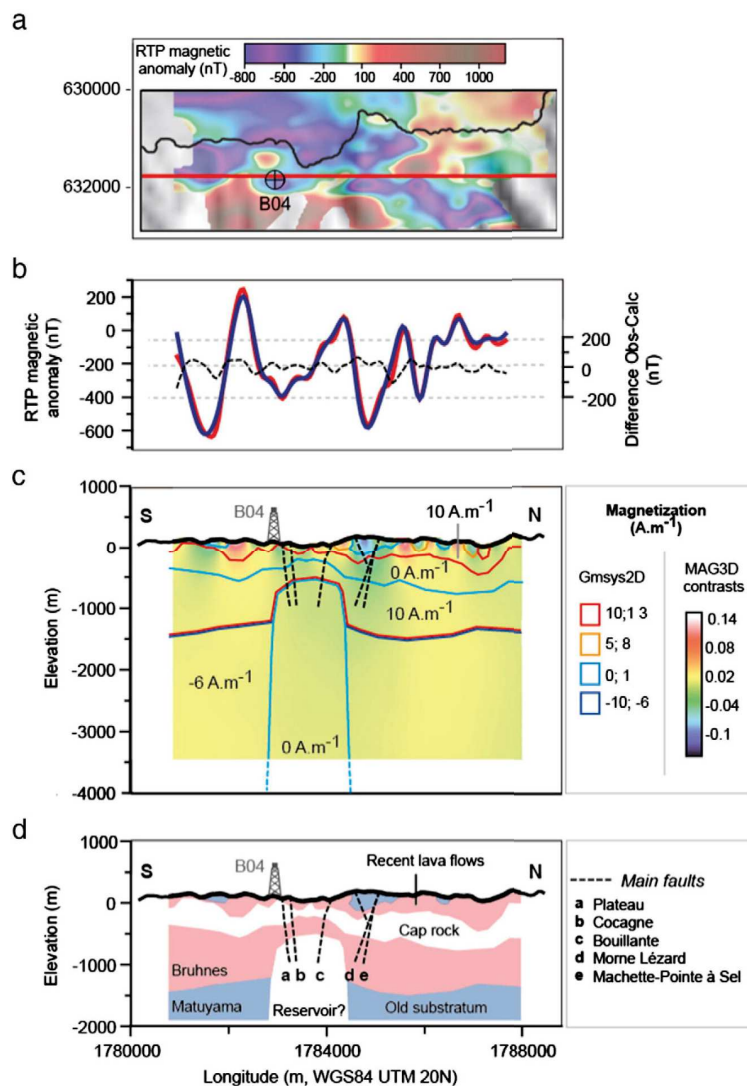 a
RTP magnetic
anomaly (nT)
-800 -500 -200 100 400 700 1000
630000
632000
B04
b
RTP magnetic
anomaly (nT)
200
0
-200
-400
-600
200
0
-200
Difference Obs-Calc
(nT)
c
Elevation (m)
1000
0
-1000
-2000
-3000
-4000
S
B04
N
10 A.m-1
0 A.m-1
10 A.m-1
-6 A.m-1
0 A.m-1
Magnetization
(A.m-1)
Gmsys2D
10;1 3
5; 8
0; 1
-10; -6
MAG3D
contrasts
0.14
0.08
0.02
-0.04
-0.1
d
Elevation (m)
1000
0
-1000
-2000
S
B04
Recent lava flows
N
Cap rock
Bruhnes
a b c d e
Matuyama
Reservoir?
Old substratum
Main faults
a Plateau
b Cocagne
c Bouillante
d Morne Lézard
e Machette-Pointe à Sel
1780000 1784000 1788000
Longitude (m, WGS84 UTM 20N)